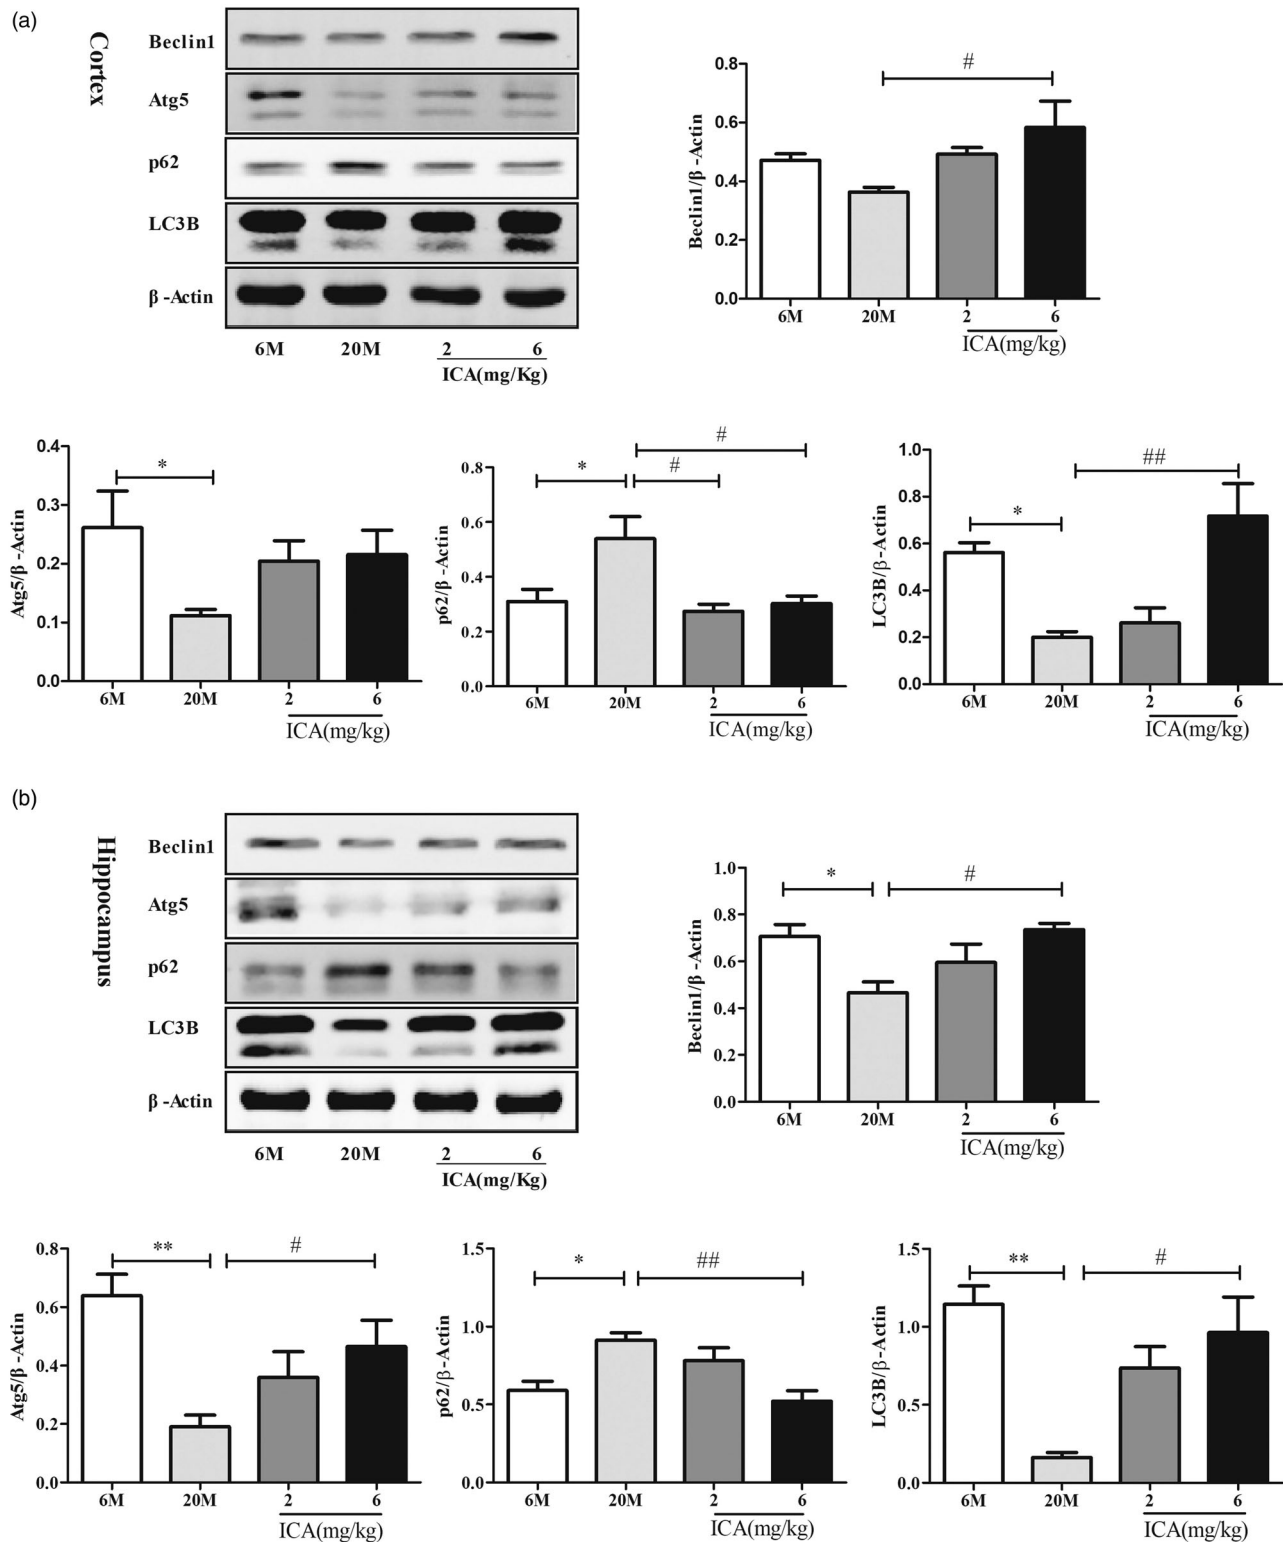 (a)
Cortex
Beclin1
Atg5
p62
LC3B
β -Actin
6M 20M 2 6
ICA(mg/Kg)
Beclin1/β -Actin
0.8
0.6
0.4
0.2
0.0
#
6M 20M 2 6
ICA(mg/kg)
Atg5/β -Actin
0.4
0.3
0.2
0.1
0.0
*
6M 20M 2 6
ICA(mg/kg)
p62/β -Actin
0.8
0.6
0.4
0.2
0.0
* # #
6M 20M 2 6
ICA(mg/kg)
LC3B/β-Actin
1.0
0.8
0.6
0.4
0.2
0.0
* ##
6M 20M 2 6
ICA(mg/kg)
(b)
Hippocampus
Beclin1
Atg5
p62
LC3B
β -Actin
6M 20M 2 6
ICA(mg/Kg)
Beclin1/β -Actin
1.0
0.8
0.6
0.4
0.2
0.0
* #
6M 20M 2 6
ICA(mg/kg)
Atg5/β -Actin
0.8
0.6
0.4
0.2
0.0
** #
6M 20M 2 6
ICA(mg/kg)
p62/β -Actin
1.5
1.0
0.5
0.0
* ##
6M 20M 2 6
ICA(mg/kg)
LC3B/β -Actin
1.5
1.0
0.5
0.0
** #
6M 20M 2 6
ICA(mg/kg)